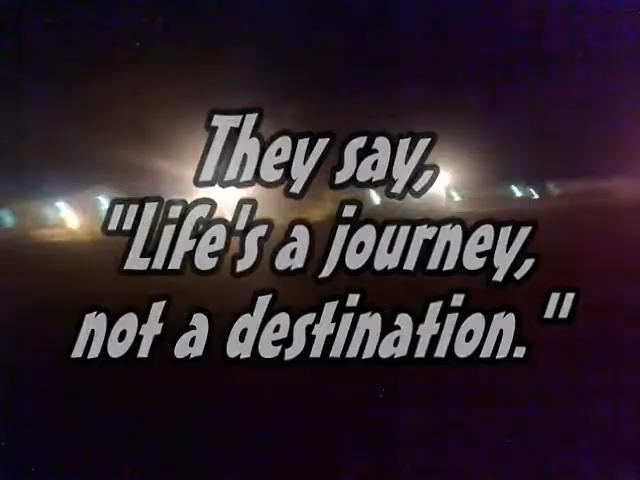 They say,
"Life's a journey,
not a destination."